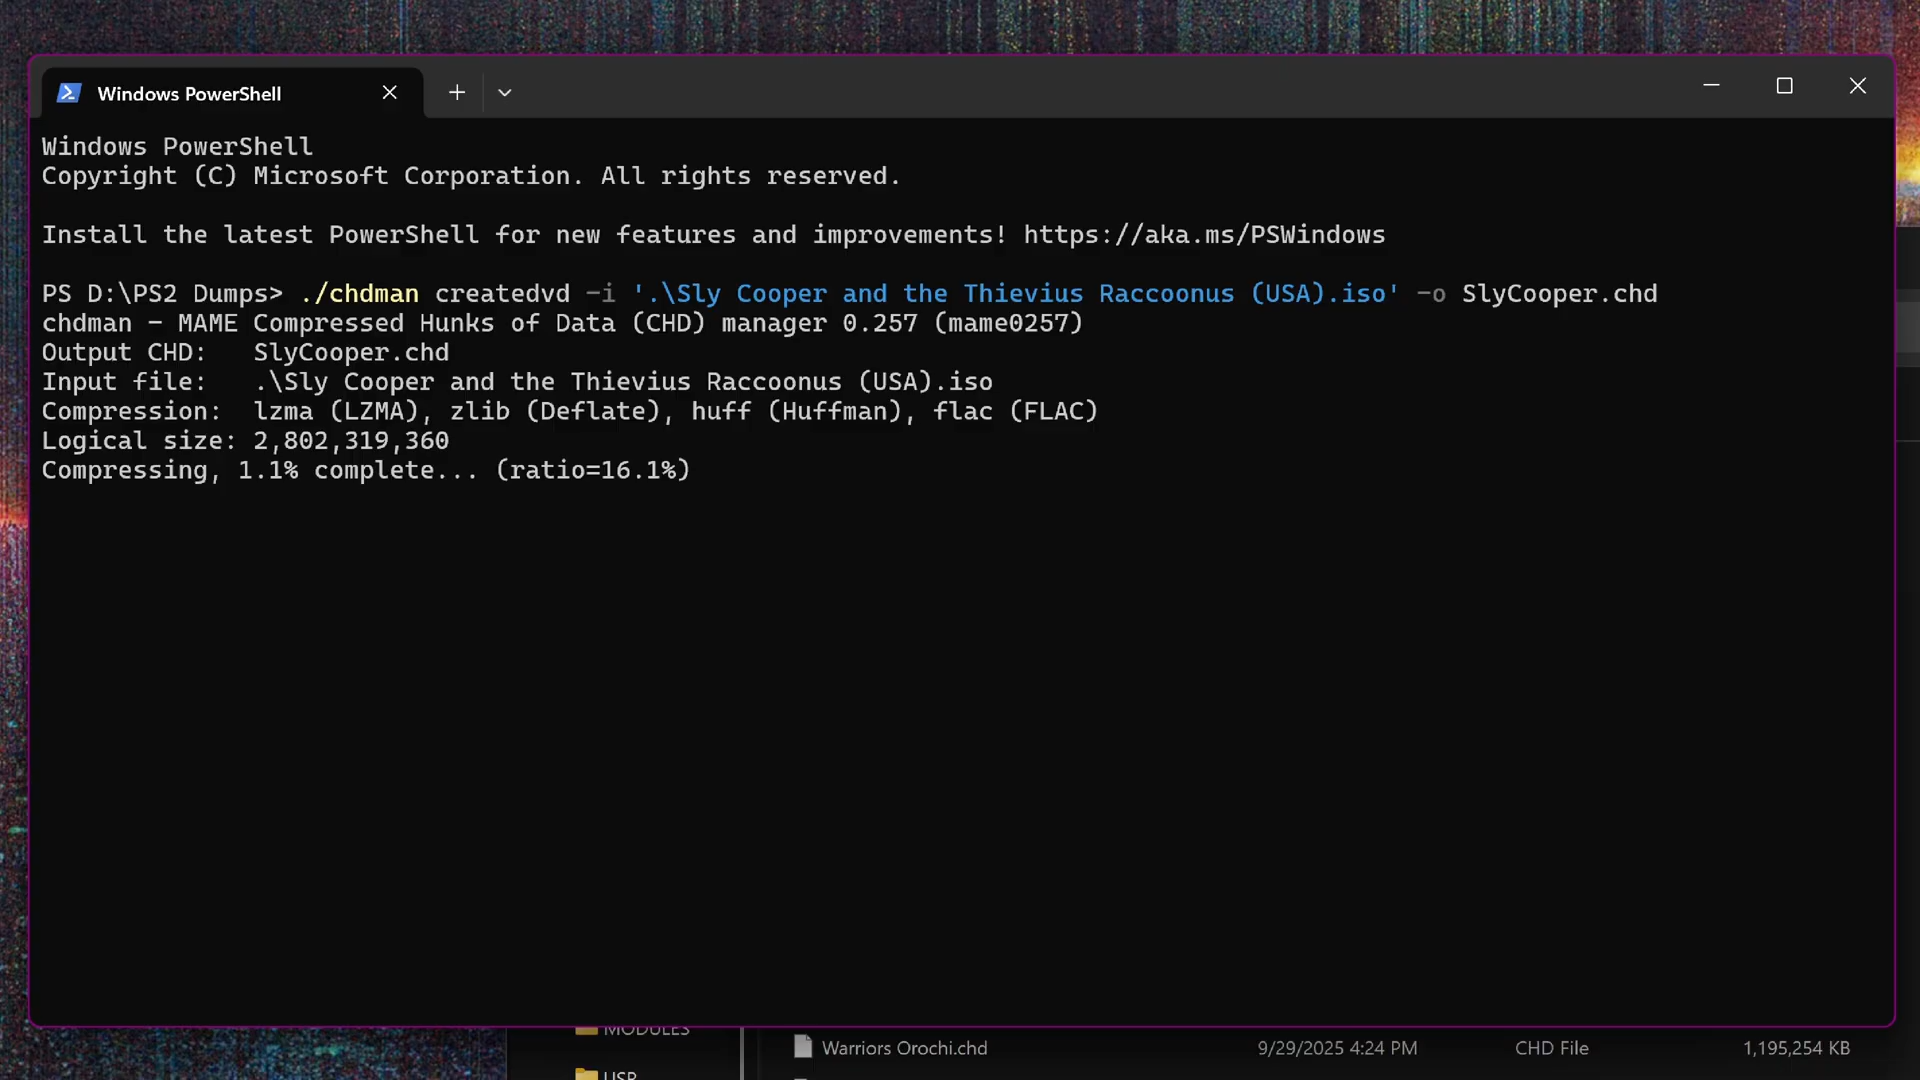 Windows PowerShell
Windows PowerShell
Copyright (C) Microsoft Corporation. All rights reserved.
Install the latest PowerShell for new features and improvements! https://aka.ms/PSWindows
PS D:\PS2 Dumps> ./chdman createdvd -i '.\Sly Cooper and the Thievius Raccoonus (USA).iso' -o SlyCooper.chd
chdman - MAME Compressed Hunks of Data (CHD) manager 0.257 (mame0257)
Output CHD:   SlyCooper.chd
Input file:   .\Sly Cooper and the Thievius Raccoonus (USA).iso
Compression:  lzma (LZMA), zlib (Deflate), huff (Huffman), flac (FLAC)
Logical size: 2,802,319,360
Compressing, 1.1% complete... (ratio=16.1%)
MODULES
Warriors Orochi.chd 9/29/2025 4:24 PM CHD File 1,195,254 KB